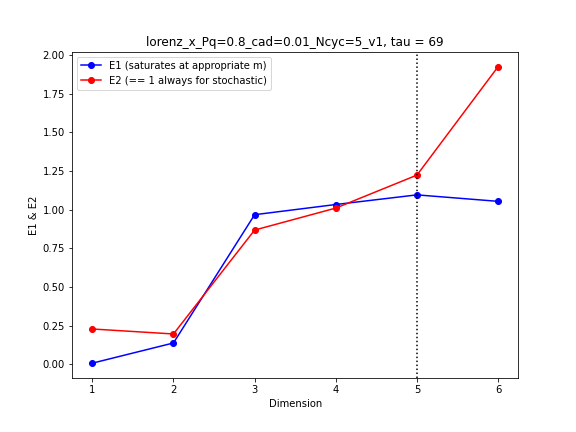 lorenz_x_Pq=0.8_cad=0.01_Ncyc=5_v1, tau = 69
E1 (saturates at appropriate m)
E2 (== 1 always for stochastic)
2.00
1.75
1.50
1.25
1.00
0.75
0.50
0.25
0.00
E1 & E2
1 2 3 4 5 6
Dimension